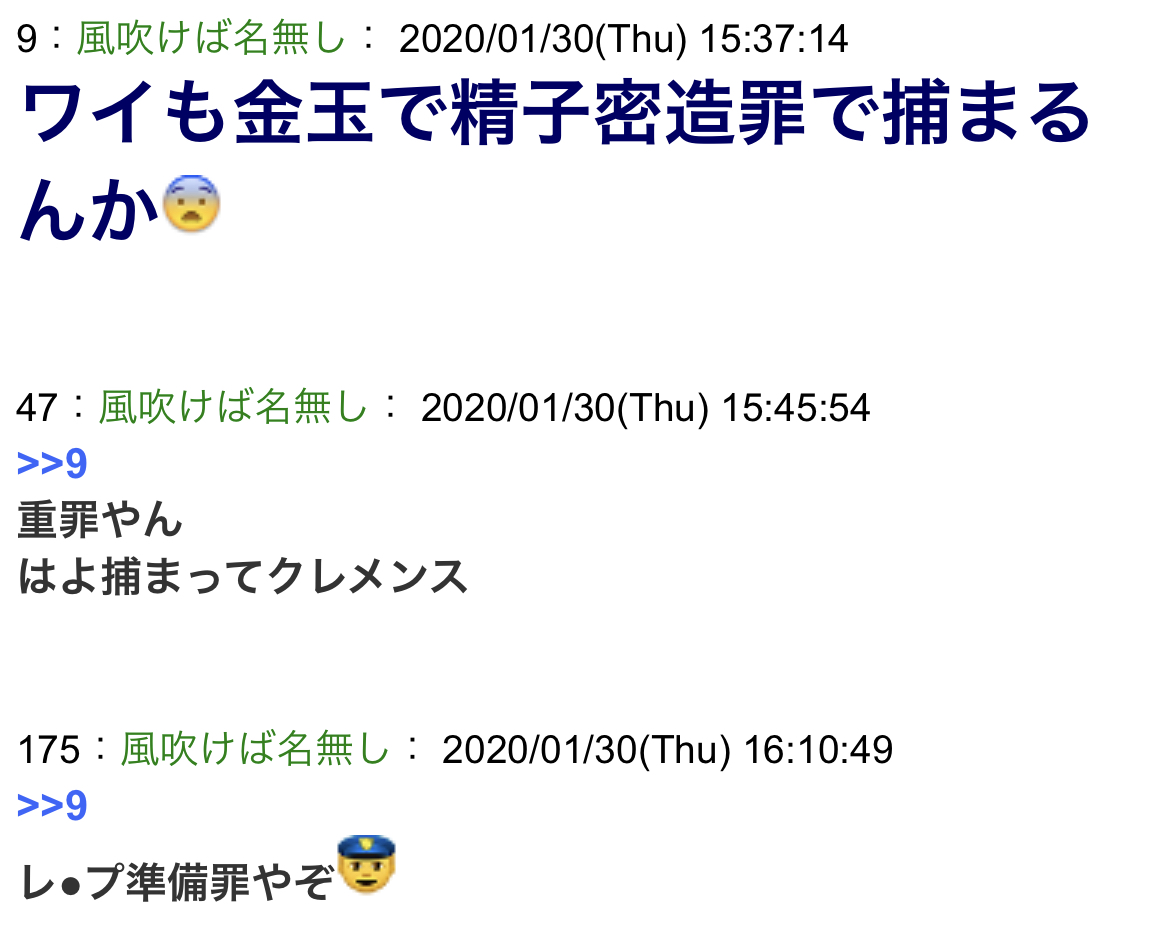 9：風吹けば名無し： 2020/01/30(Thu) 15:37:14
ワイも金玉で精子密造罪で捕まる
んか😨
47：風吹けば名無し： 2020/01/30(Thu) 15:45:54
>>9
重罪やん
はよ捕まってクレメンス
175：風吹けば名無し： 2020/01/30(Thu) 16:10:49
>>9
レ●プ準備罪やぞ👮